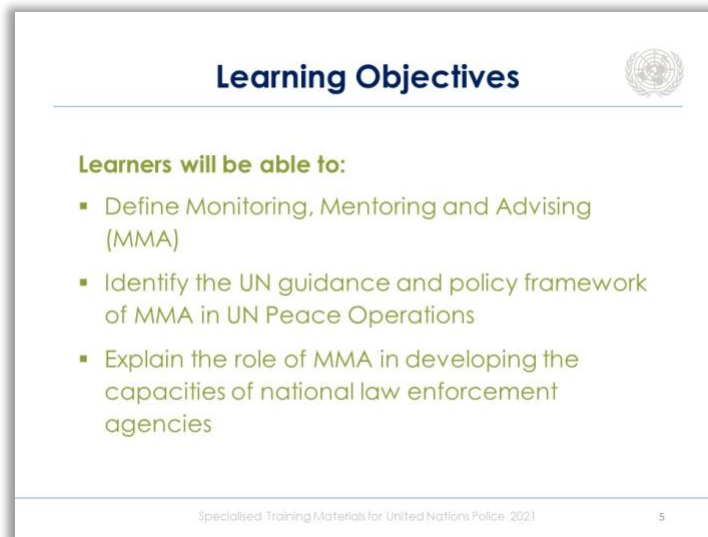 Learning Objectives
Learners will be able to:
▪ Define Monitoring, Mentoring and Advising
(MMA)
▪ Identify the UN guidance and policy framework
of MMA in UN Peace Operations
▪ Explain the role of MMA in developing the
capacities of national law enforcement
agencies
Specialised Training Materials for United Nations Police 2021
5